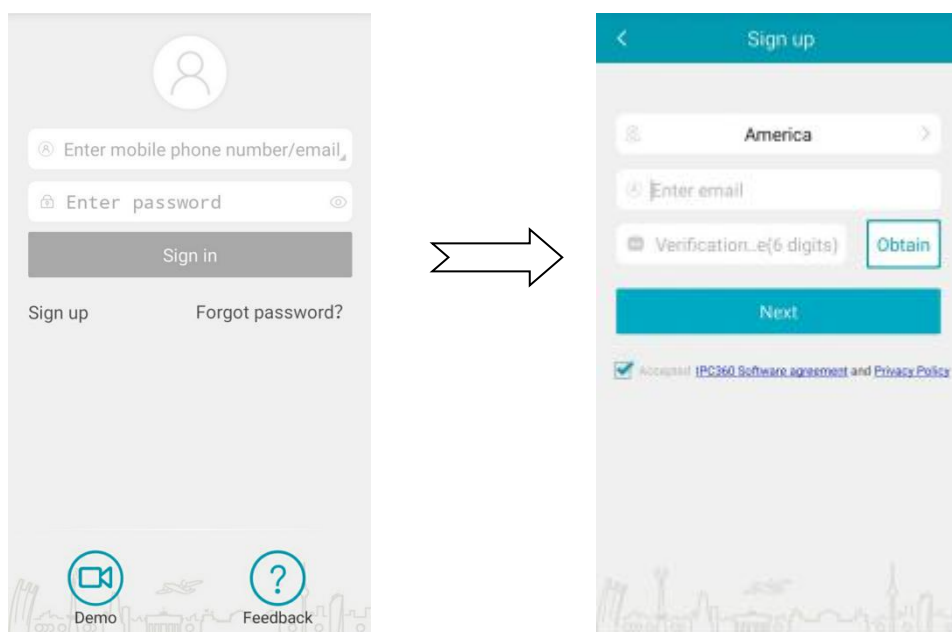 Enter mobile phone number/email
Enter password
Sign in
Sign up Forgot password?
Demo Feedback
Sign up
America
Enter email
Verification..e(6 digits) Obtain
Next
Accepted IPC360 Software agreement and Privacy Policy